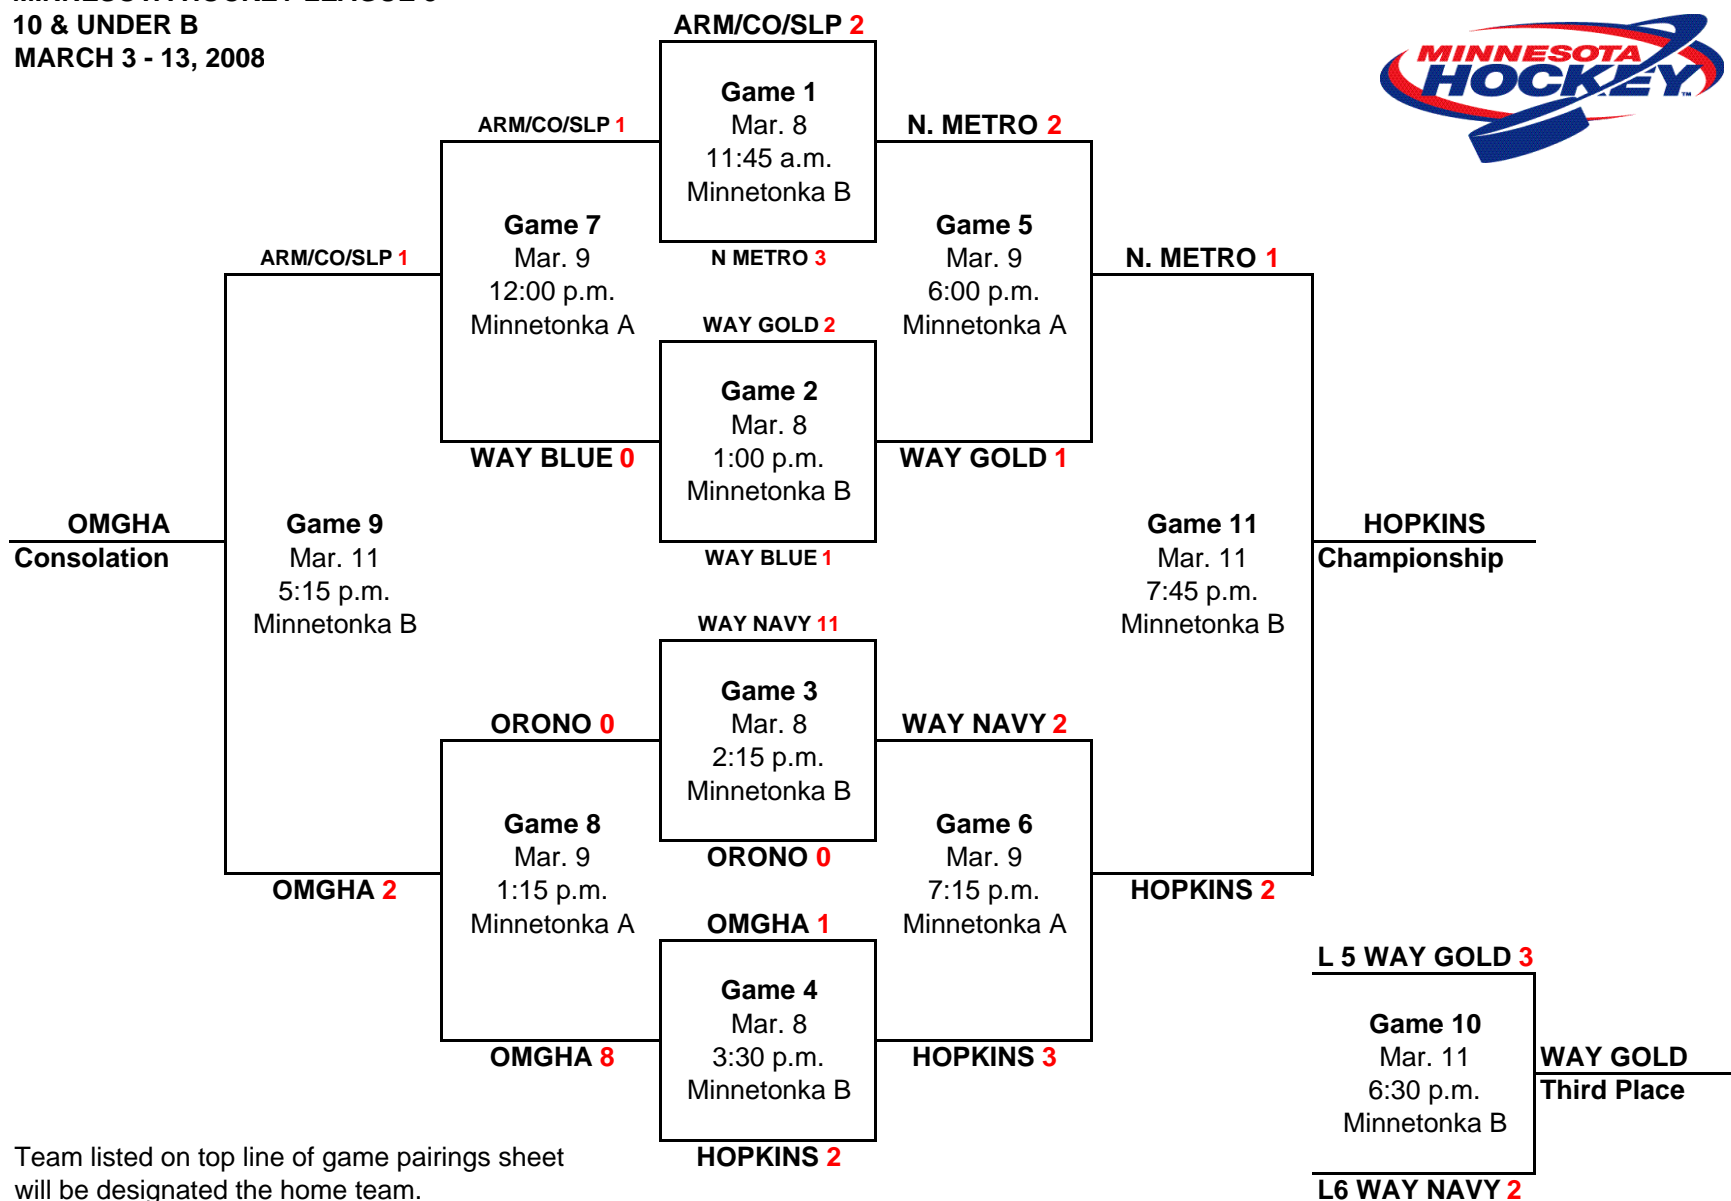 10 & UNDER B
MARCH 3 - 13, 2008
ARM/CO/SLP 2
MINNESOTA
HOCKEY
TM
Game 1
Mar. 8
11:45 a.m.
Minnetonka B
ARM/CO/SLP 1
N. METRO 2
Game 7
Mar. 9
12:00 p.m.
Minnetonka A
Game 5
Mar. 9
6:00 p.m.
Minnetonka A
ARM/CO/SLP 1
N METRO 3
N. METRO 1
WAY GOLD 2
Game 2
Mar. 8
1:00 p.m.
Minnetonka B
WAY BLUE 0
WAY GOLD 1
OMGHA
Consolation
Game 9
Mar. 11
5:15 p.m.
Minnetonka B
WAY BLUE 1
Game 11
Mar. 11
7:45 p.m.
Minnetonka B
HOPKINS
Championship
WAY NAVY 11
Game 3
Mar. 8
2:15 p.m.
Minnetonka B
ORONO 0
WAY NAVY 2
Game 8
Mar. 9
1:15 p.m.
Minnetonka A
ORONO 0
Game 6
Mar. 9
7:15 p.m.
Minnetonka A
OMGHA 2
HOPKINS 2
OMGHA 1
Game 4
Mar. 8
3:30 p.m.
Minnetonka B
OMGHA 8
HOPKINS 3
L 5 WAY GOLD 3
Game 10
Mar. 11
6:30 p.m.
Minnetonka B
WAY GOLD
Third Place
HOPKINS 2
L6 WAY NAVY 2
Team listed on top line of game pairings sheet
will be designated the home team.